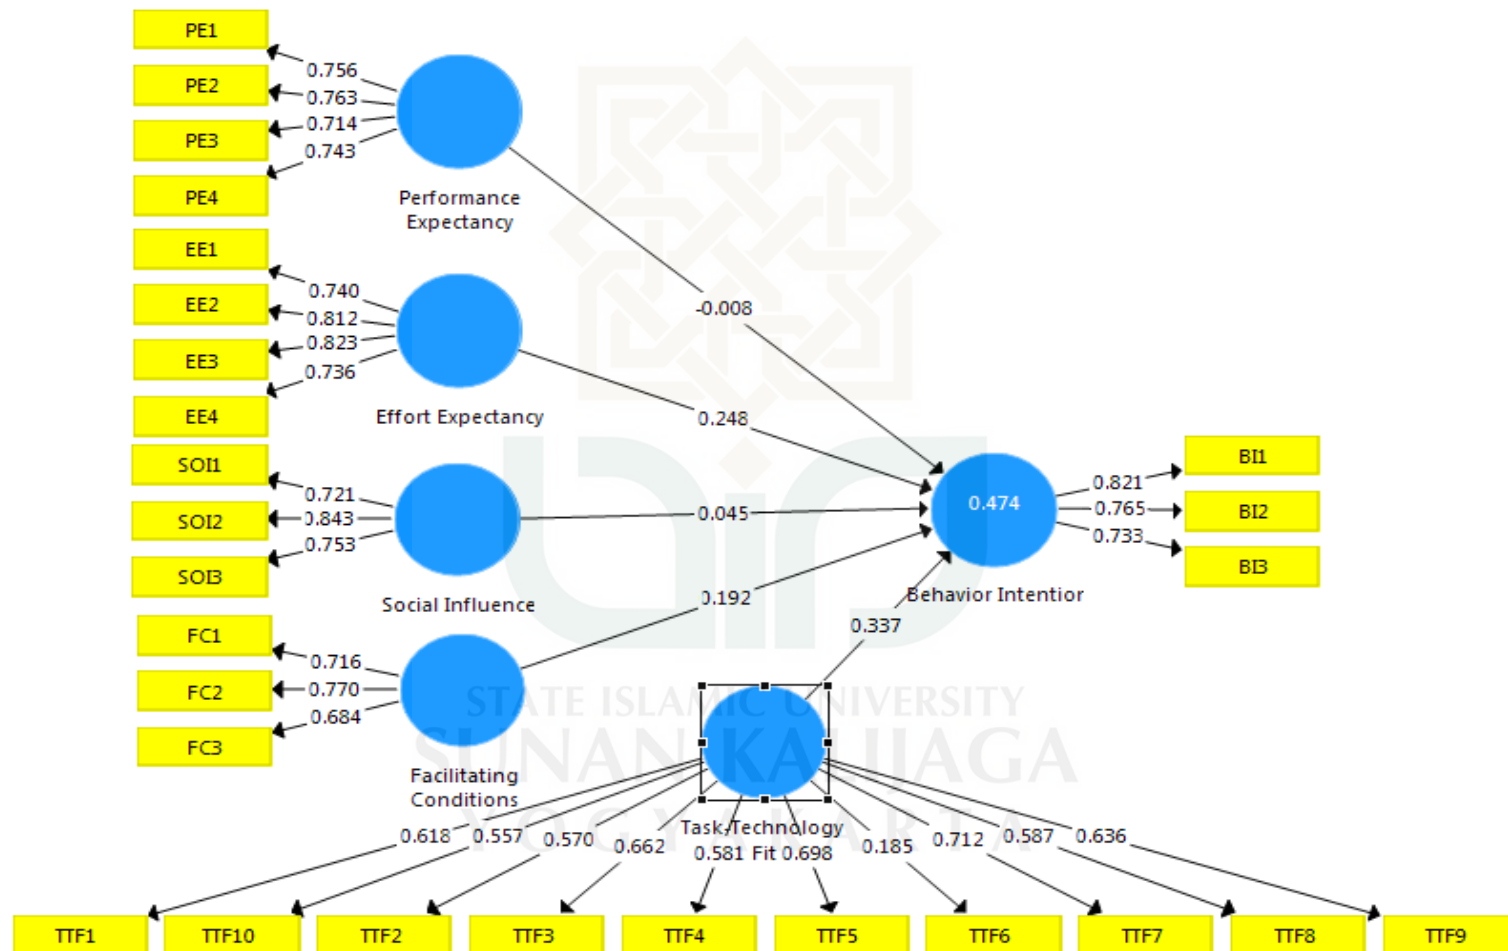 PE1
PE2
PE3
PE4
0.756
0.763
0.714
0.743
Performance
Expectancy
EE1
EE2
EE3
EE4
0.740
0.812
0.823
0.736
Effort Expectancy
SOI1
SOI2
SOI3
0.721
0.843
0.753
Social Influence
FC1
FC2
FC3
0.716
0.770
0.684
Facilitating
Conditions
-0.008
0.248
0.045
0.192
0.337
0.474
Behavior Intentior
0.821
0.765
0.733
BI1
BI2
BI3
Task-Technology
Fit
0.618
0.557
0.570
0.662
0.581
0.698
0.185
0.712
0.587
0.636
TTF1
TTF10
TTF2
TTF3
TTF4
TTF5
TTF6
TTF7
TTF8
TTF9
STATE ISLAMIC UNIVERSITY
SUNAN KALIJAGA
YOGYAKARTA